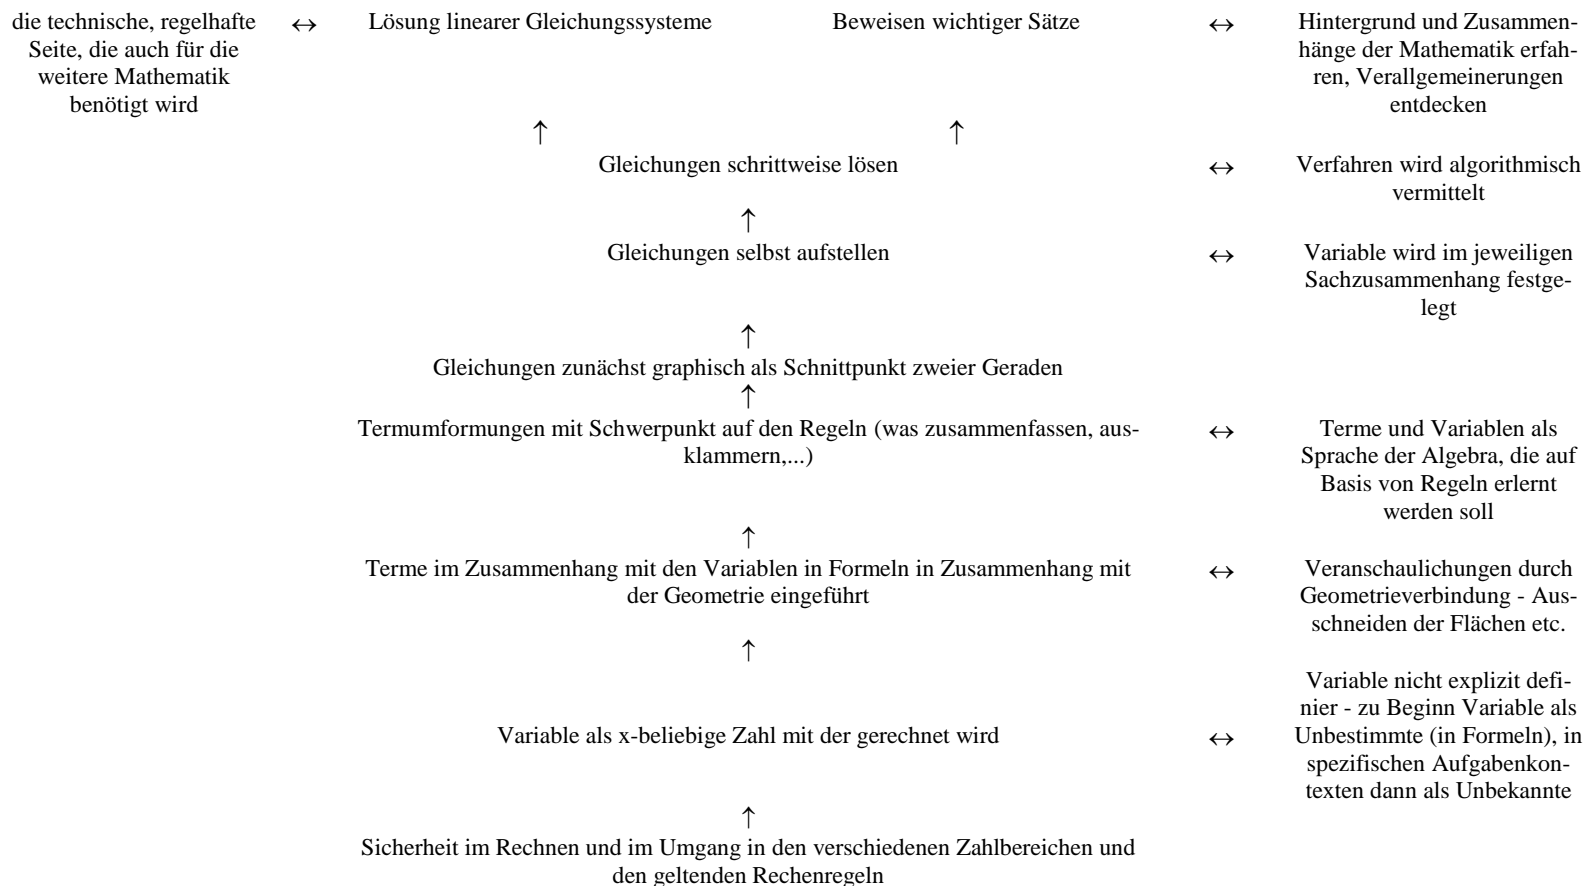 die technische, regelhafte
Seite, die auch für die
weitere Mathematik
benötigt wird
↔
Lösung linearer Gleichungssysteme
Beweisen wichtiger Sätze
↔
Hintergrund und Zusammen-
hänge der Mathematik erfah-
ren, Verallgemeinerungen
entdecken
↑ ↑
Gleichungen schrittweise lösen
↔
Verfahren wird algorithmisch
vermittelt
↑
Gleichungen selbst aufstellen
↔
Variable wird im jeweiligen
Sachzusammenhang festge-
legt
↑
Gleichungen zunächst graphisch als Schnittpunkt zweier Geraden
↑
Termumformungen mit Schwerpunkt auf den Regeln (was zusammenfassen, aus-
klammern,...)
↔
Terme und Variablen als
Sprache der Algebra, die auf
Basis von Regeln erlernt
werden soll
↑
Terme im Zusammenhang mit den Variablen in Formeln in Zusammenhang mit
der Geometrie eingeführt
↔
Veranschaulichungen durch
Geometrieverbindung - Aus-
schneiden der Flächen etc.
↑
Variable als x-beliebige Zahl mit der gerechnet wird
↔
Variable nicht explizit defi-
nier - zu Beginn Variable als
Unbestimmte (in Formeln), in
spezifischen Aufgabenkon-
texten dann als Unbekannte
↑
Sicherheit im Rechnen und im Umgang in den verschiedenen Zahlbereichen und
den geltenden Rechenregeln